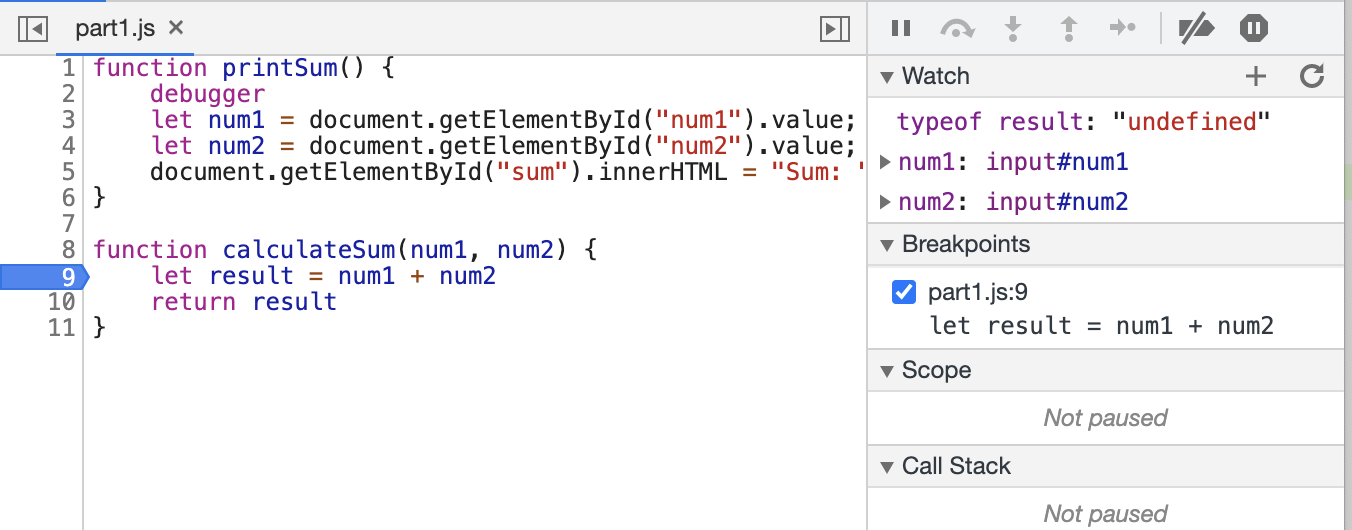 part1.js ×
1 function printSum() {
2     debugger
3     let num1 = document.getElementById("num1").value;
4     let num2 = document.getElementById("num2").value;
5     document.getElementById("sum").innerHTML = "Sum: "
6 }
7
8 function calculateSum(num1, num2) {
9     let result = num1 + num2
10     return result
11 }
Watch
typeof result: "undefined"
num1: input#num1
num2: input#num2
Breakpoints
part1.js:9
let result = num1 + num2
Scope
Not paused
Call Stack
Not paused